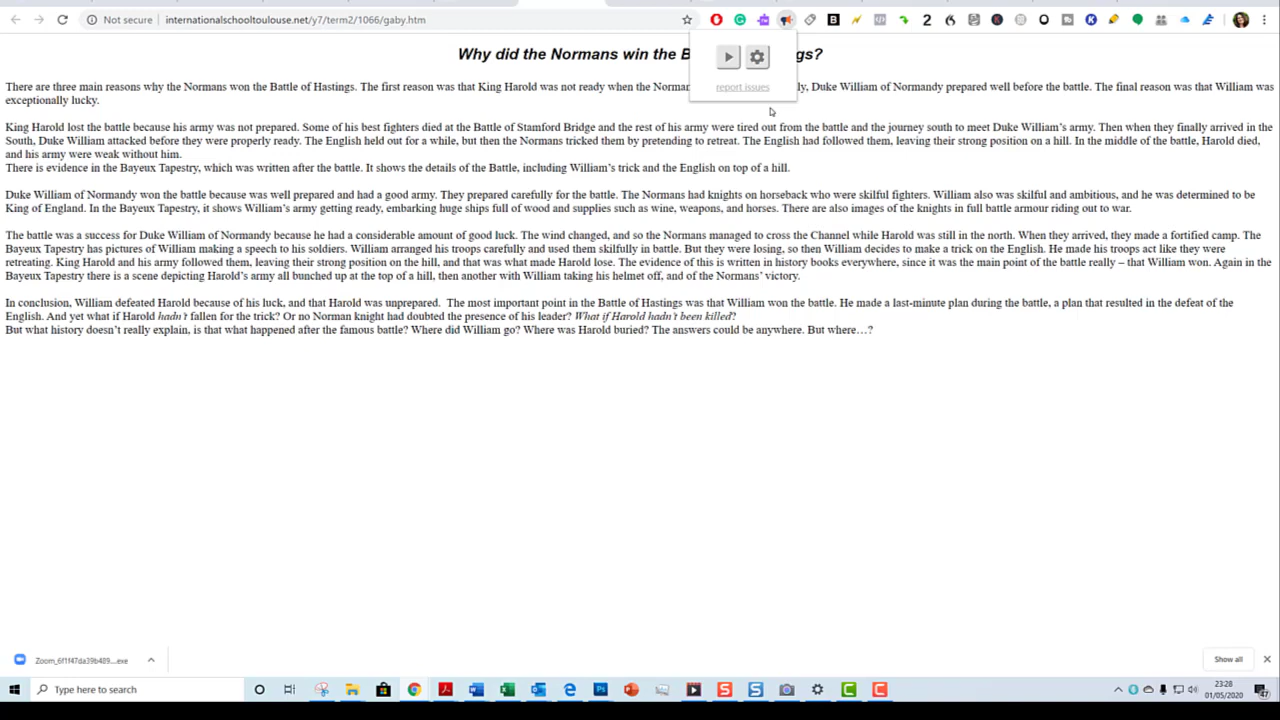 Not secure
internationalschooltoulouse.net/y7/term2/1066/gaby.htm
report issues
Why did the Normans win the B gs?
There are three main reasons why the Normans won the Battle of Hastings. The first reason was that King Harold was not ready when the Norman ly, Duke William of Normandy prepared well before the battle. The final reason was that William was
exceptionally lucky.
King Harold lost the battle because his army was not prepared. Some of his best fighters died at the Battle of Stamford Bridge and the rest of his army were tired out from the battle and the journey south to meet Duke William's army. Then when they finally arrived in the
South, Duke William attacked before they were properly ready. The English held out for a while, but then the Normans tricked them by pretending to retreat. The English had followed them, leaving their strong position on a hill. In the middle of the battle, Harold died,
and his army were weak without him.
There is evidence in the Bayeux Tapestry, which was written after the battle. It shows the details of the Battle, including William's trick and the English on top of a hill.
Duke William of Normandy won the battle because was well prepared and had a good army. They prepared carefully for the battle. The Normans had knights on horseback who were skilful fighters. William also was skilful and ambitious, and he was determined to be
King of England. In the Bayeux Tapestry, it shows William's army getting ready, embarking huge ships full of wood and supplies such as wine, weapons, and horses. There are also images of the knights in full battle armour riding out to war.
The battle was a success for Duke William of Normandy because he had a considerable amount of good luck. The wind changed, and so the Normans managed to cross the Channel while Harold was still in the north. When they arrived, they made a fortified camp. The
Bayeux Tapestry has pictures of William making a speech to his soldiers. William arranged his troops carefully and used them skilfully in battle. But they were losing, so then William decides to make a trick on the English. He made his troops act like they were
retreating. King Harold and his army followed them, leaving their strong position on the hill, and that was what made Harold lose. The evidence of this is written in history books everywhere, since it was the main point of the battle really – that William won. Again in the
Bayeux Tapestry there is a scene depicting Harold's army all bunched up at the top of a hill, then another with William taking his helmet off, and of the Normans' victory.
In conclusion, William defeated Harold because of his luck, and that Harold was unprepared. The most important point in the Battle of Hastings was that William won the battle. He made a last-minute plan during the battle, a plan that resulted in the defeat of the
English. And yet what if Harold hadn't fallen for the trick? Or no Norman knight had doubted the presence of his leader? What if Harold hadn't been killed?
But what history doesn't really explain, is that what happened after the famous battle? Where did William go? Where was Harold buried? The answers could be anywhere. But where…?
Zoom_6f1f47da39b489....exe
Show all
Type here to search
23:28
01/05/2020
47